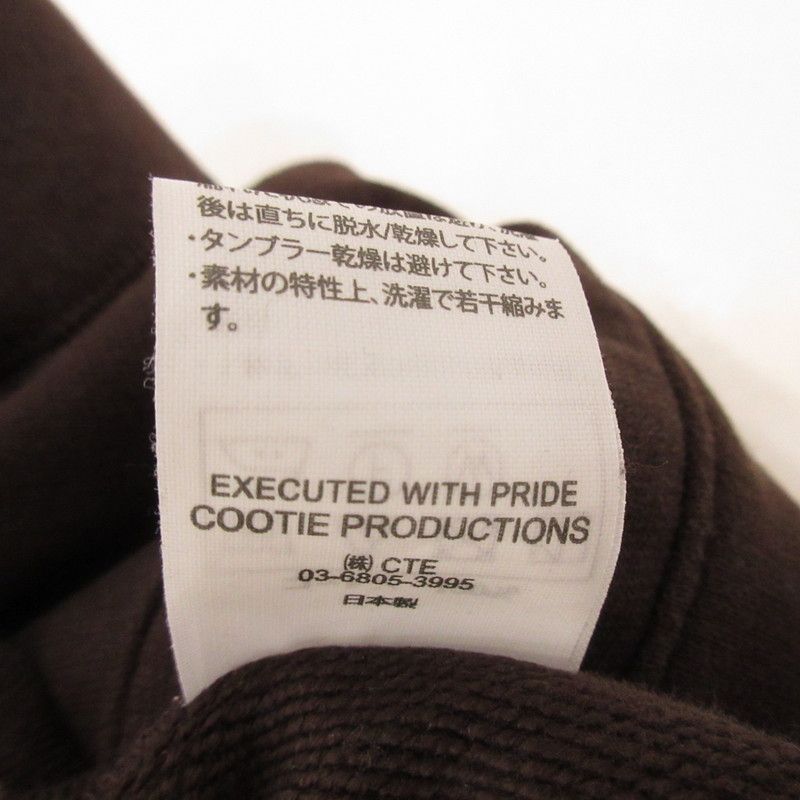 後は直ちに脱水/乾燥して下さい。
・タンブラー乾燥は避けて下さい。
・素材の特性上、洗濯で若干縮みま
す。
EXECUTED WITH PRIDE
COOTIE PRODUCTIONS
㈱ CTE
03-6805-3995
日本製